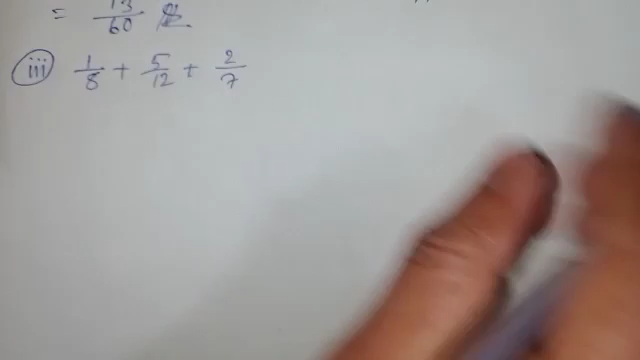 = 13/60
iii 1/8 + 5/12 + 2/7